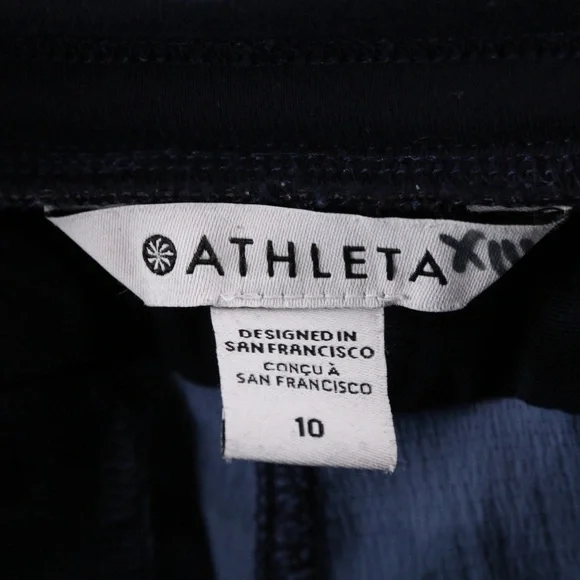 ATHLETA
DESIGNED IN
SAN FRANCISCO
CONÇU À
SAN FRANCISCO
10